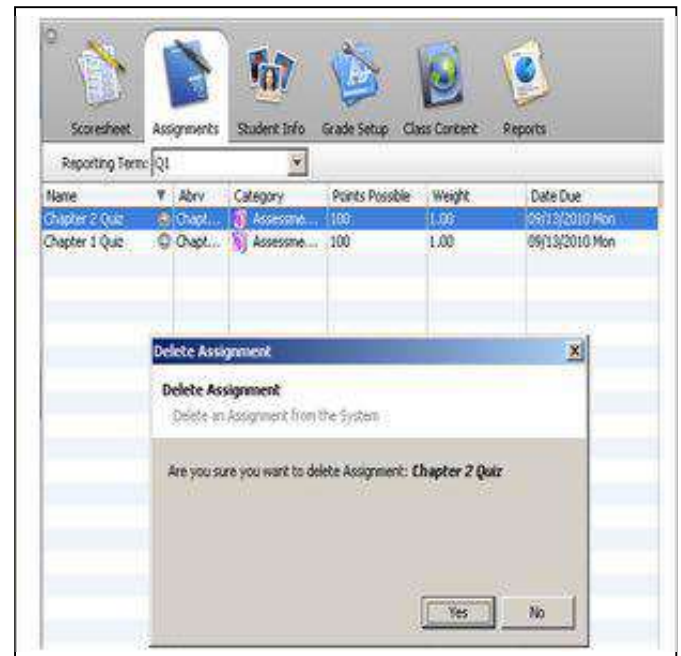 Scoresheet Assignments Student Info Grade Setup Class Content Reports
Reporting Term: Q1
Name Abrv Category Points Possible Weight Date Due
Chapter 2 Quiz Chapt... Assessme... 100 1.00 09/13/2010 Mon
Chapter 1 Quiz Chapt... Assessme... 100 1.00 09/13/2010 Mon
Delete Assignment
Delete Assignment
Delete an Assignment from the System
Are you sure you want to delete Assignment: Chapter 2 Quiz
Yes No